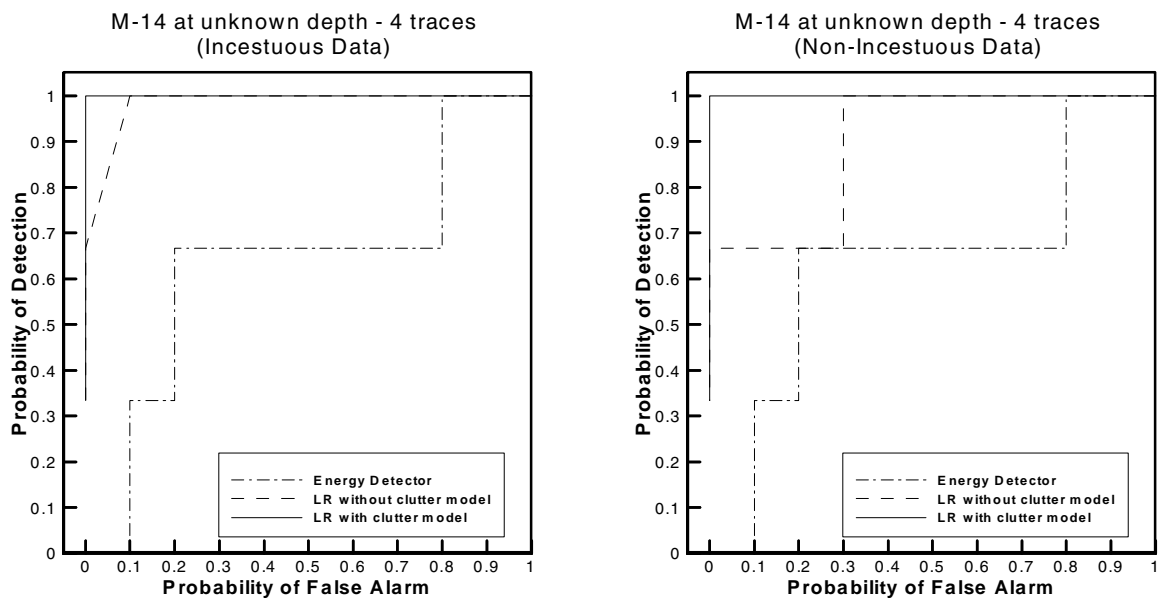 M-14 at unknown depth - 4 traces
(Incestuous Data)
Probability of Detection
1
0.9
0.8
0.7
0.6
0.5
0.4
0.3
0.2
0.1
0
Energy Detector
LR without clutter model
LR with clutter model
0 0.1 0.2 0.3 0.4 0.5 0.6 0.7 0.8 0.9 1
Probability of False Alarm
M-14 at unknown depth - 4 traces
(Non-Incestuous Data)
Probability of Detection
1
0.9
0.8
0.7
0.6
0.5
0.4
0.3
0.2
0.1
0
Energy Detector
LR without clutter model
LR with clutter model
0 0.1 0.2 0.3 0.4 0.5 0.6 0.7 0.8 0.9 1
Probability of False Alarm